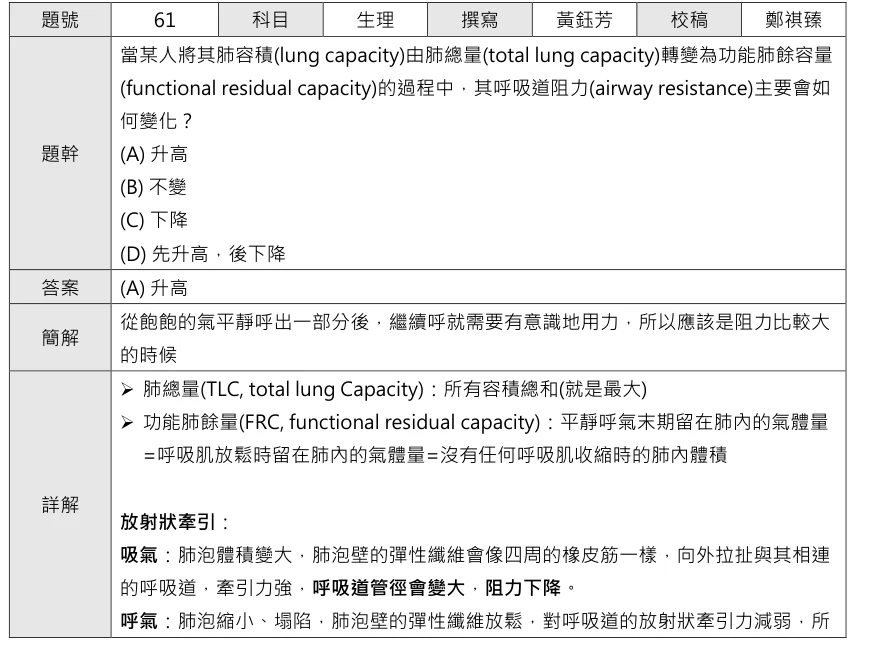 題號 61 科目 生理 撰寫 黃鈺芳 校稿 鄭祺臻
題幹
當某人將其肺容積(lung capacity)由肺總量(total lung capacity)轉變為功能肺餘容量
(functional residual capacity)的過程中，其呼吸道阻力(airway resistance)主要會如
何變化？
(A) 升高
(B) 不變
(C) 下降
(D) 先升高，後下降
答案 (A) 升高
簡解
從飽飽的氣平靜呼出一部分後，繼續呼就需要有意識地用力，所以應該是阻力比較大
的時候
詳解
➢ 肺總量(TLC, total lung Capacity)：所有容積總和(就是最大)
➢ 功能肺餘量(FRC, functional residual capacity)：平靜呼氣末期留在肺內的氣體量
=呼吸肌放鬆時留在肺內的氣體量=沒有任何呼吸肌收縮時的肺內體積
放射狀牽引：
吸氣：肺泡體積變大，肺泡壁的彈性纖維會像四周的橡皮筋一樣，向外拉扯與其相連
的呼吸道，牽引力強，呼吸道管徑會變大，阻力下降。
呼氣：肺泡縮小、塌陷，肺泡壁的彈性纖維放鬆，對呼吸道的放射狀牽引力減弱，所